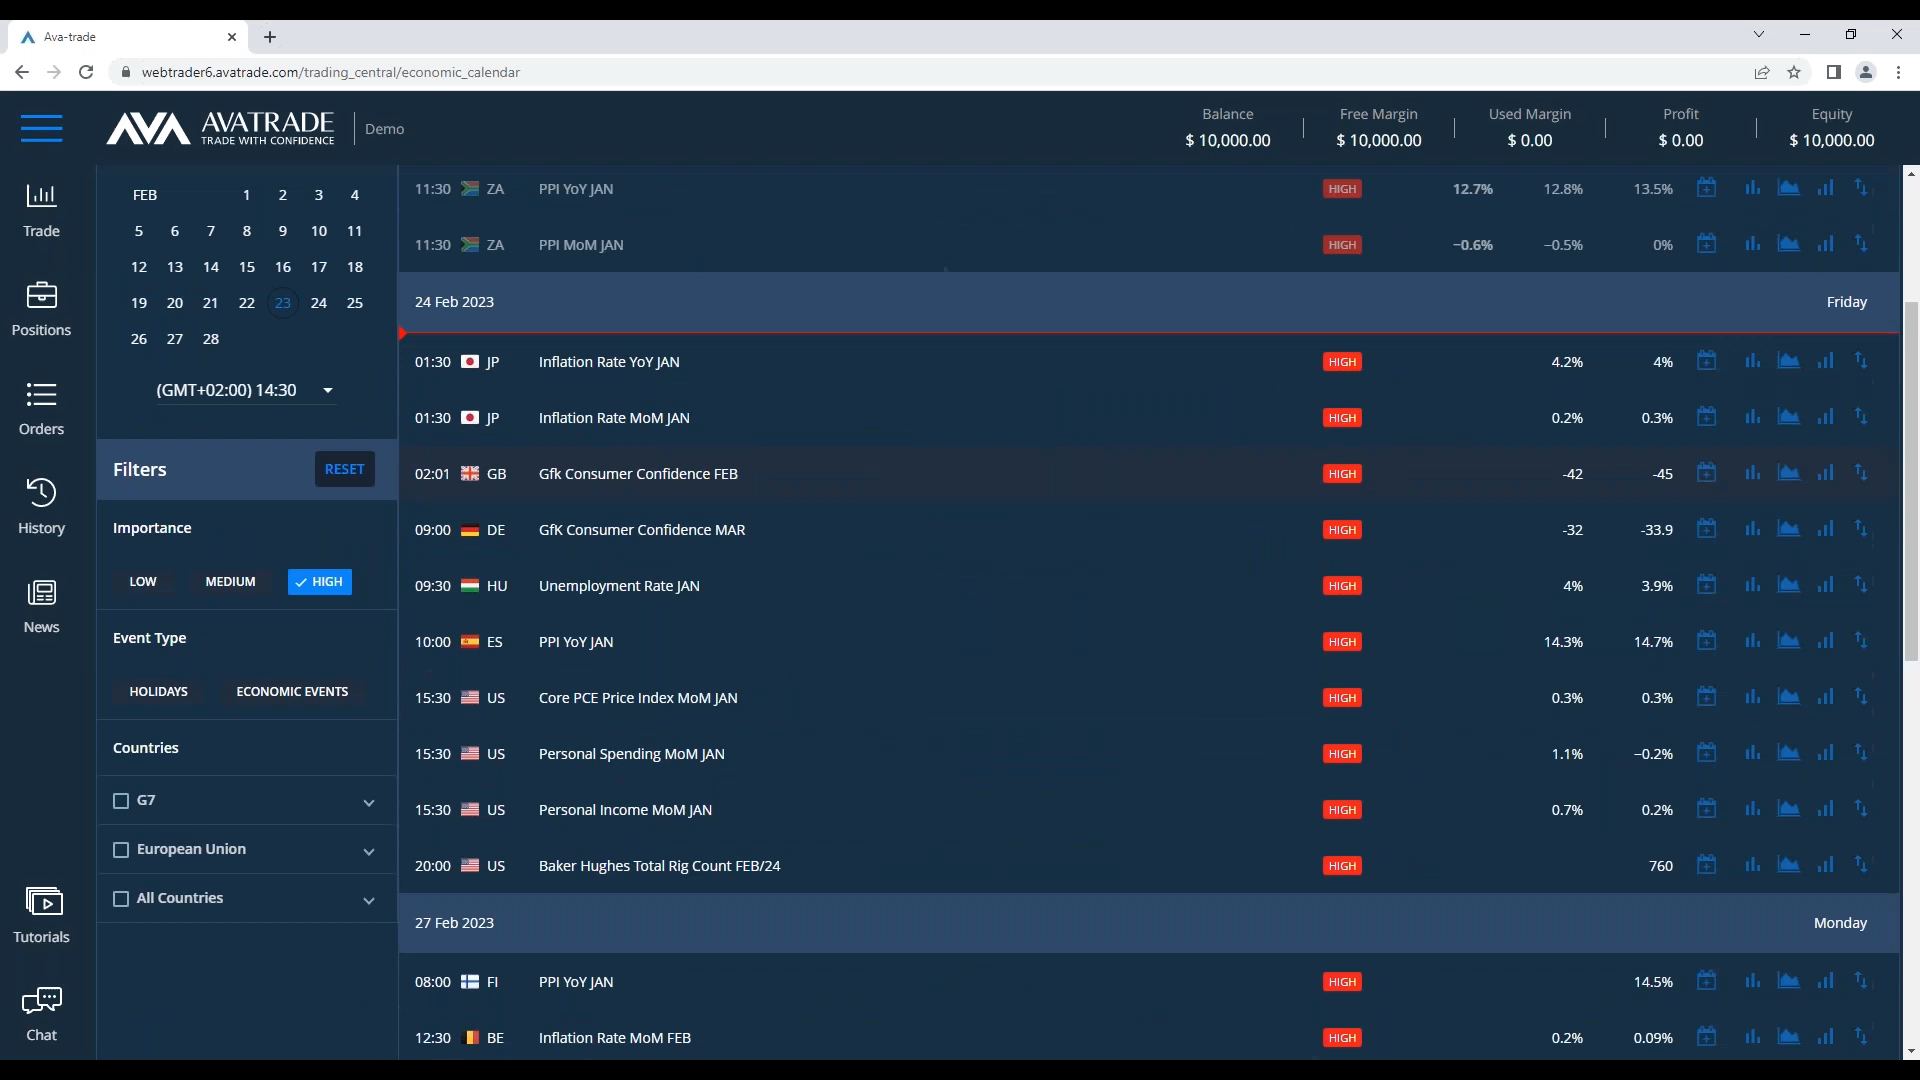 Ava-trade
webtrader6.avatrade.com/trading_central/economic_calendar
AVA AVATRADE TRADE WITH CONFIDENCE Demo
Balance Free Margin Used Margin Profit Equity
$ 10,000.00 $ 10,000.00 $ 0.00 $ 0.00 $ 10,000.00
Trade
Positions
Orders
History
News
Tutorials
Chat
FEB 1 2 3 4
5 6 7 8 9 10 11
12 13 14 15 16 17 18
19 20 21 22 23 24 25
26 27 28
(GMT+02:00) 14:30
Filters RESET
Importance
LOW MEDIUM HIGH
Event Type
HOLIDAYS ECONOMIC EVENTS
Countries
G7
European Union
All Countries
11:30 ZA PPI YoY JAN HIGH 12.7% 12.8% 13.5%
11:30 ZA PPI MoM JAN HIGH −0.6% −0.5% 0%
24 Feb 2023 Friday
01:30 JP Inflation Rate YoY JAN HIGH 4.2% 4%
01:30 JP Inflation Rate MoM JAN HIGH 0.2% 0.3%
02:01 GB Gfk Consumer Confidence FEB HIGH -42 -45
09:00 DE GfK Consumer Confidence MAR HIGH -32 -33.9
09:30 HU Unemployment Rate JAN HIGH 4% 3.9%
10:00 ES PPI YoY JAN HIGH 14.3% 14.7%
15:30 US Core PCE Price Index MoM JAN HIGH 0.3% 0.3%
15:30 US Personal Spending MoM JAN HIGH 1.1% −0.2%
15:30 US Personal Income MoM JAN HIGH 0.7% 0.2%
20:00 US Baker Hughes Total Rig Count FEB/24 HIGH 760
27 Feb 2023 Monday
08:00 FI PPI YoY JAN HIGH 14.5%
12:30 BE Inflation Rate MoM FEB HIGH 0.2% 0.09%